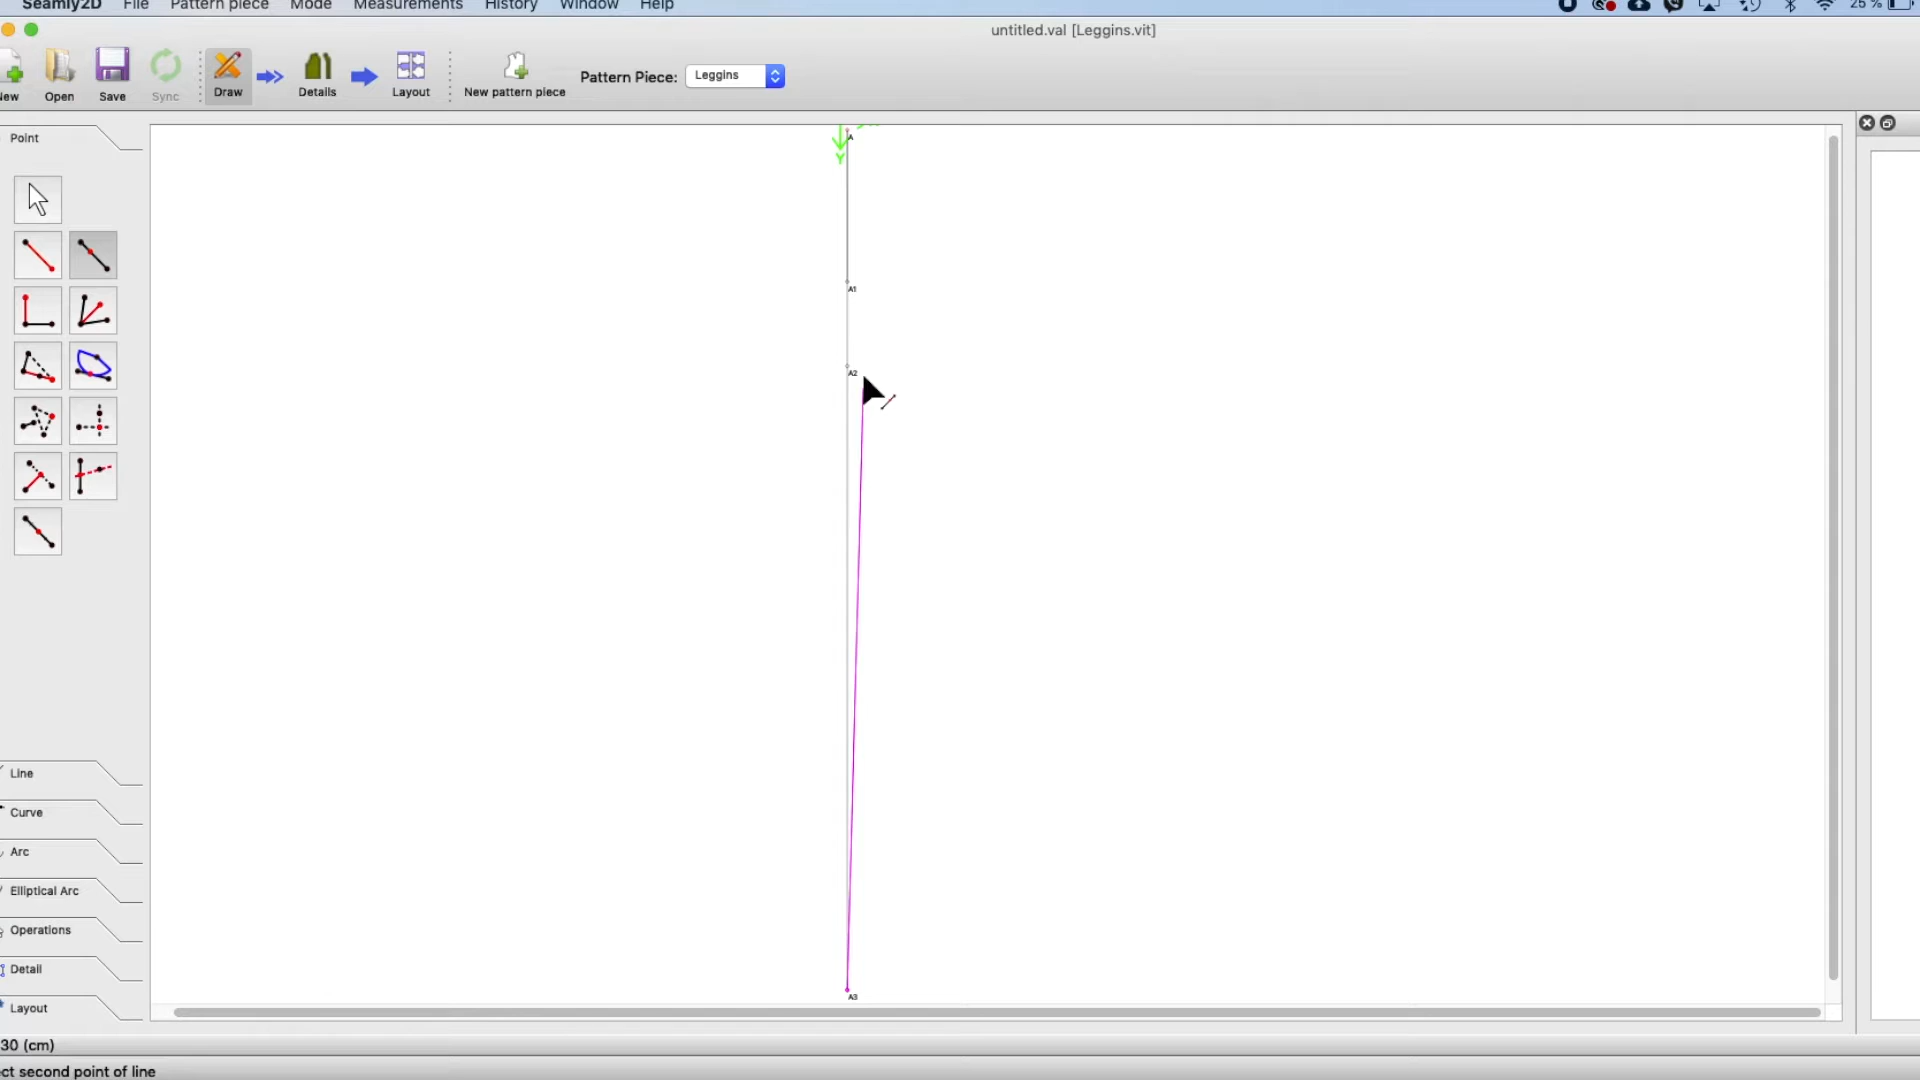 Seamly2D File Pattern piece Mode Measurements History Window Help
25 %
untitled.val [Leggins.vit]
New Open Save Sync Draw Details Layout New pattern piece Pattern Piece: Leggins
Point
A
Y
A1
A2
A3
Line
Curve
Arc
Elliptical Arc
Operations
Detail
Layout
30 (cm)
ct second point of line